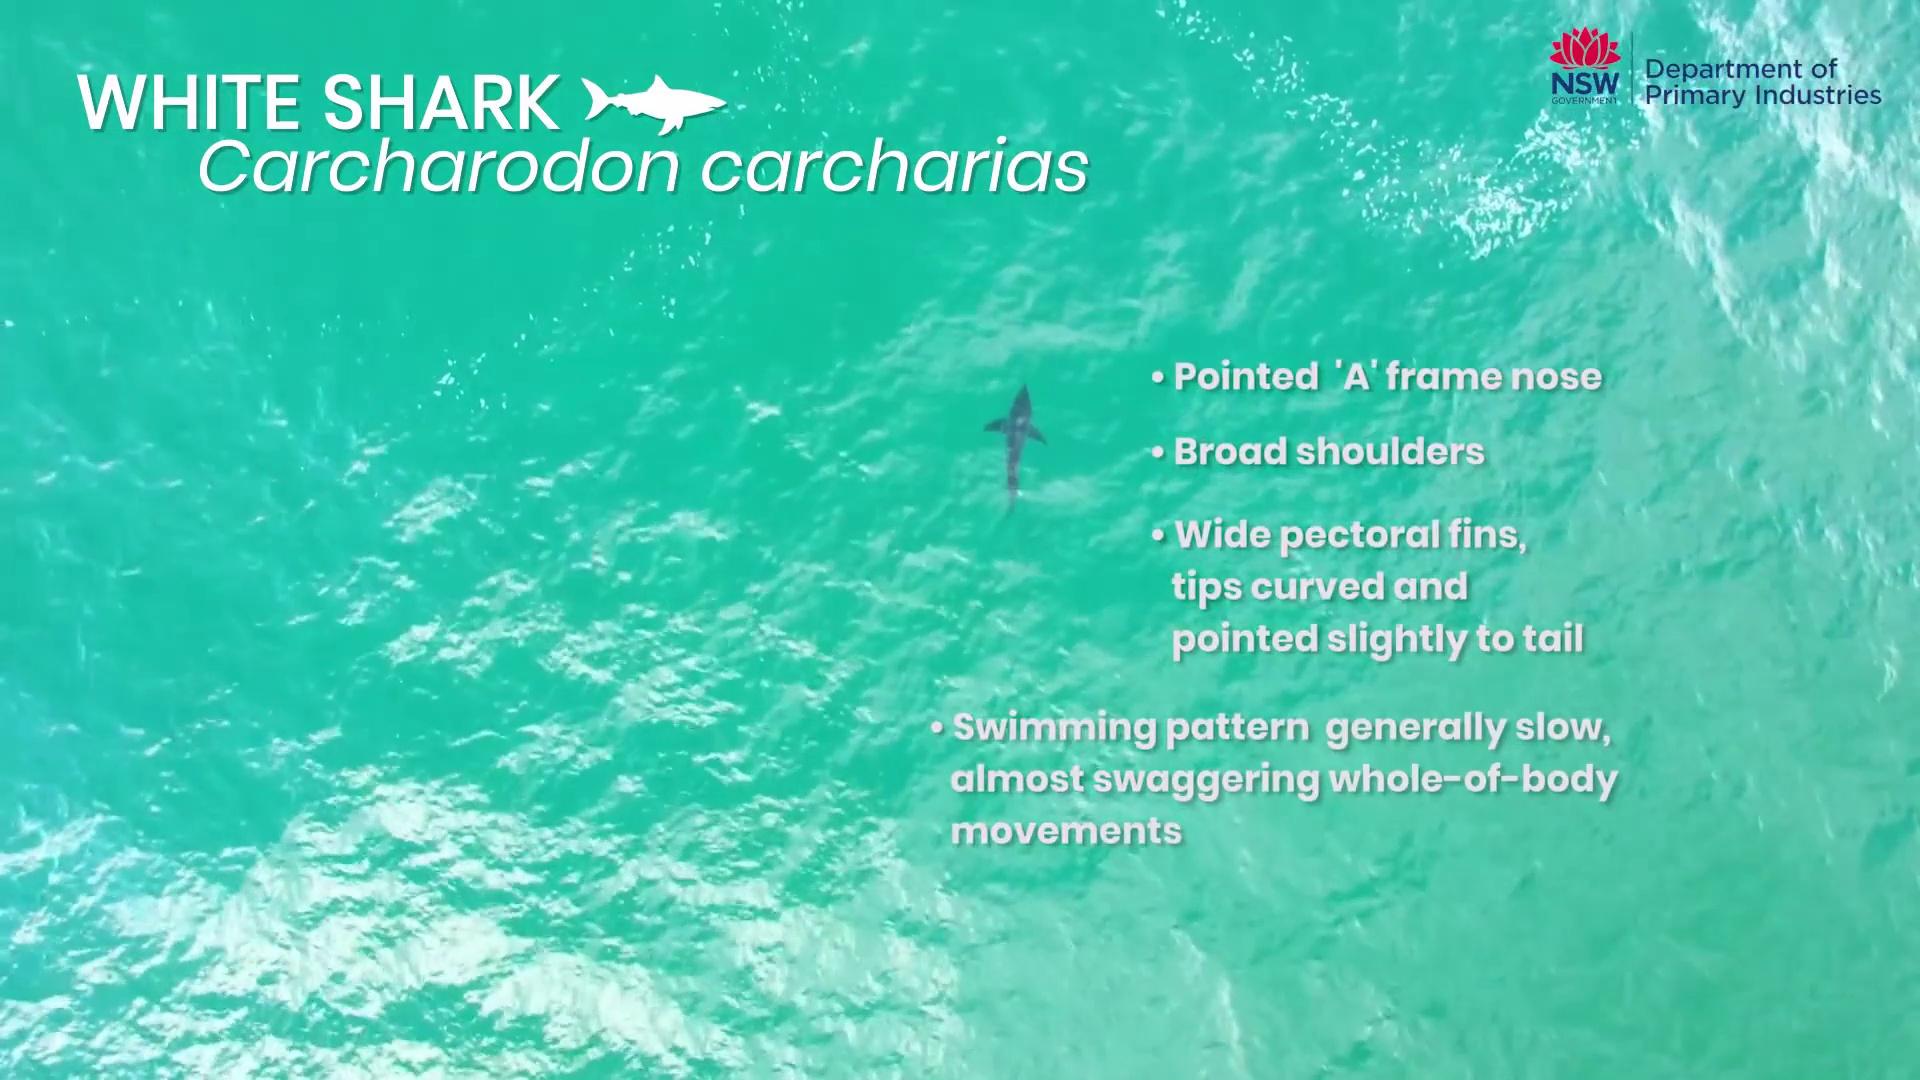 WHITE SHARK
Carcharodon carcharias
NSW
GOVERNMENT
Department of
Primary Industries
• Pointed 'A' frame nose
• Broad shoulders
• Wide pectoral fins,
tips curved and
pointed slightly to tail
• Swimming pattern generally slow,
almost swaggering whole-of-body
movements